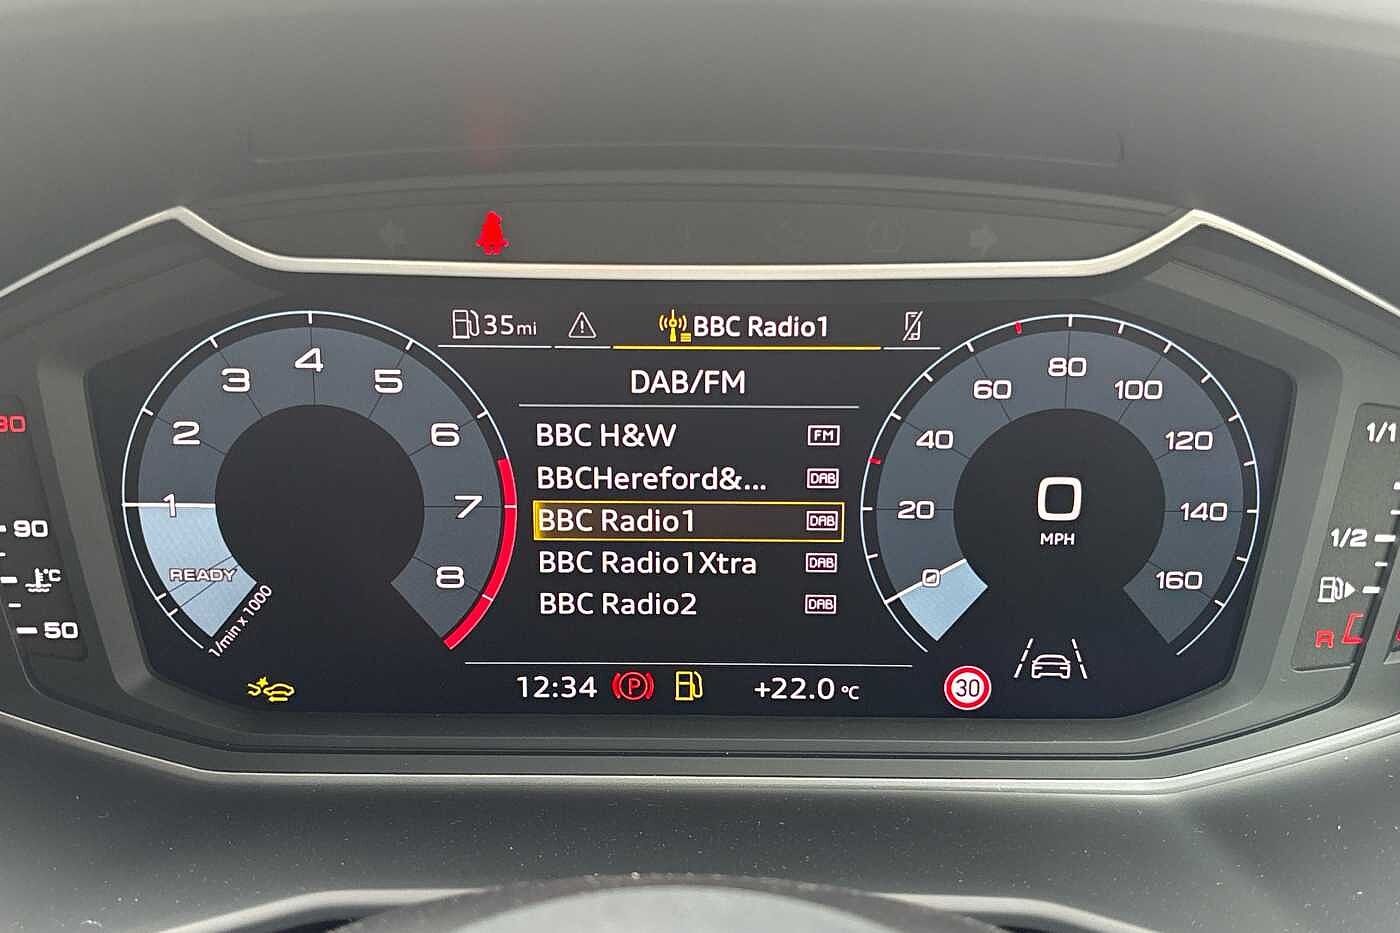 35mi
BBC Radio1
DAB/FM
BBC H&W FM
BBCHereford&... DAB
BBC Radio1 DAB
BBC Radio1Xtra DAB
BBC Radio2 DAB
1 2 3 4 5 6 7 8
READY
1/min x 1000
0 20 40 60 80 100 120 140 160
0
MPH
12:34
P
+22.0 °C
30
90
°C
50
1/1
1/2
R